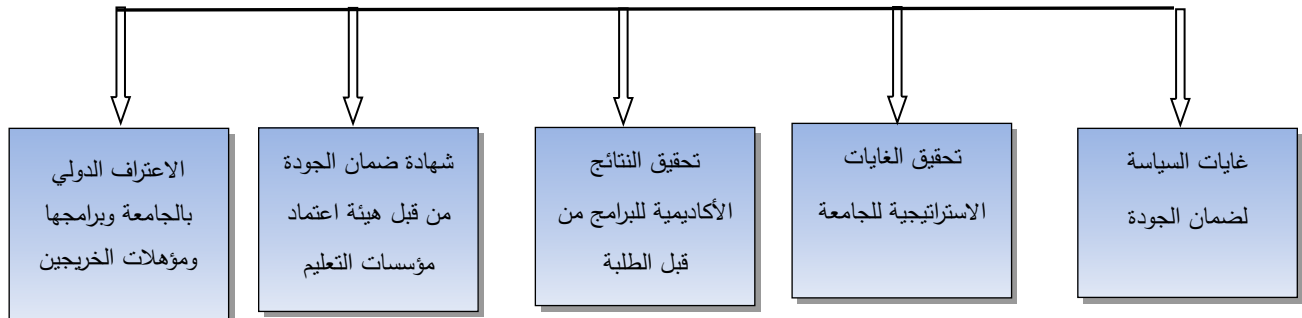 غايات السياسة
لضمان الجودة
تحقيق الغايات
الاستراتيجية للجامعة
تحقيق النتائج
الأكاديمية للبرامج من
قبل الطلبة
شهادة ضمان الجودة
من قبل هيئة اعتماد
مؤسسات التعليم
الاعتراف الدولي
بالجامعة وبرامجها
ومؤهلات الخريجين